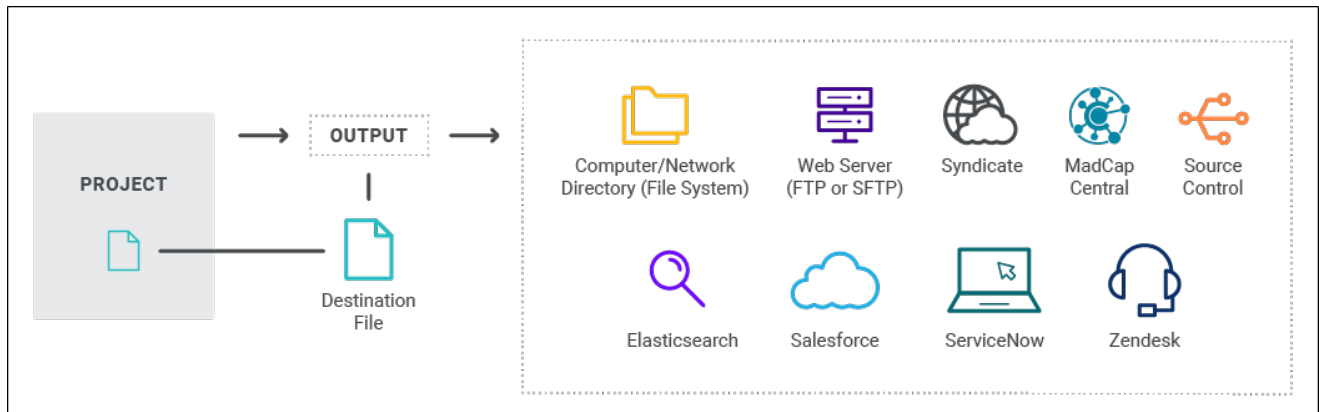 PROJECT
OUTPUT
Destination
File
Computer/Network
Directory (File System)
Web Server
(FTP or SFTP)
Syndicate
MadCap
Central
Source
Control
Elasticsearch
Salesforce
ServiceNow
Zendesk